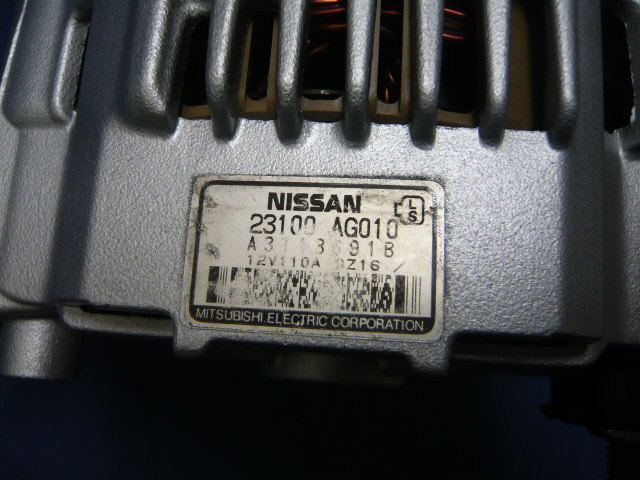 NISSAN
L
S
23100 AG010
12V110A
MITSUBISHI ELECTRIC CORPORATION